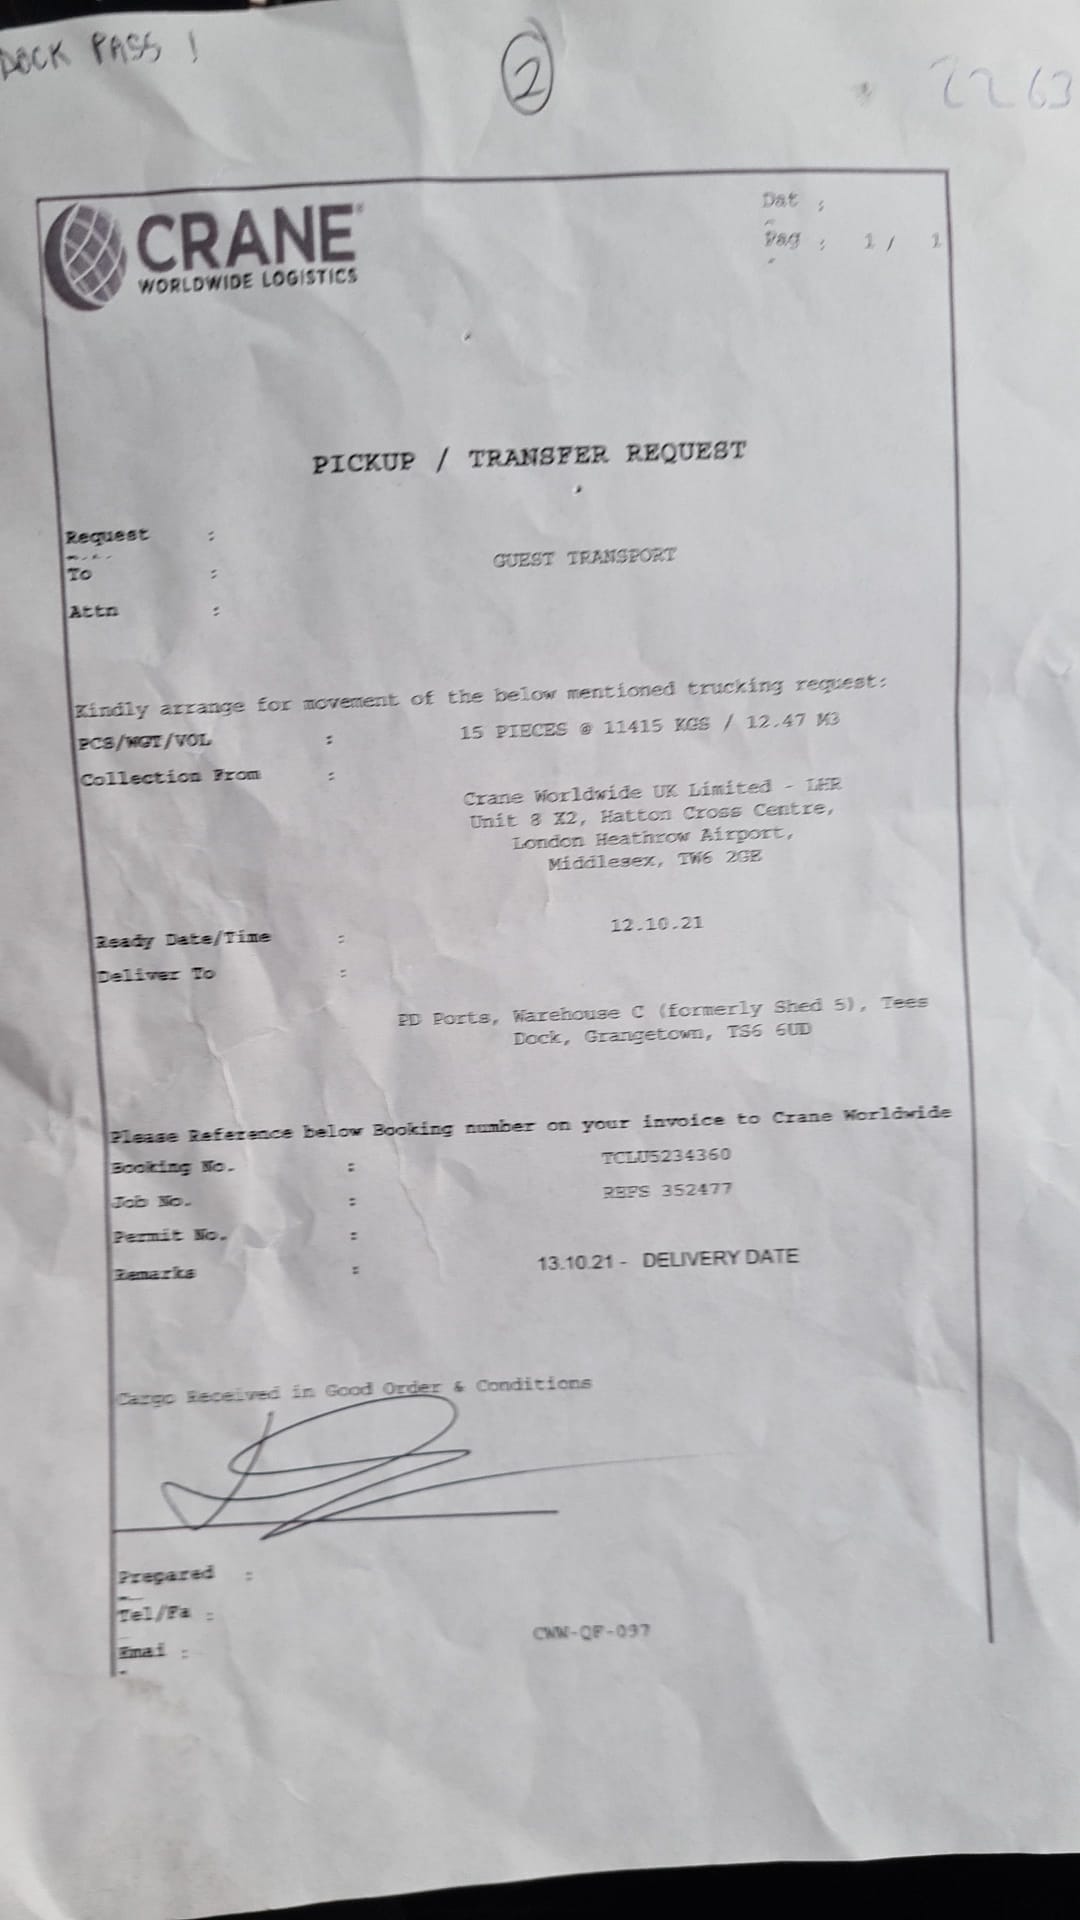 DOCK PASS !
2
2263
CRANE®
WORLDWIDE LOGISTICS
Dat :
Pag : 1 / 1
PICKUP / TRANSFER REQUEST
Request :
To : GUEST TRANSPORT
Attn :
Kindly arrange for movement of the below mentioned trucking request:
PCS/WGT/VOL : 15 PIECES @ 11415 KGS / 12.47 M3
Collection From :
Crane Worldwide UK Limited - LHR
Unit 8 X2, Hatton Cross Centre,
London Heathrow Airport,
Middlesex, TW6 2GE
Ready Date/Time : 12.10.21
Deliver To :
PD Ports, Warehouse C (formerly Shed 5), Tees
Dock, Grangetown, TS6 6UD
Please Reference below Booking number on your invoice to Crane Worldwide
Booking No. : TCLU5234360
Job No. : REFS 352477
Permit No. :
Remarks : 13.10.21 - DELIVERY DATE
Cargo Received in Good Order & Conditions
Prepared :
Tel/Fa :
Emai :
CWW-QF-097